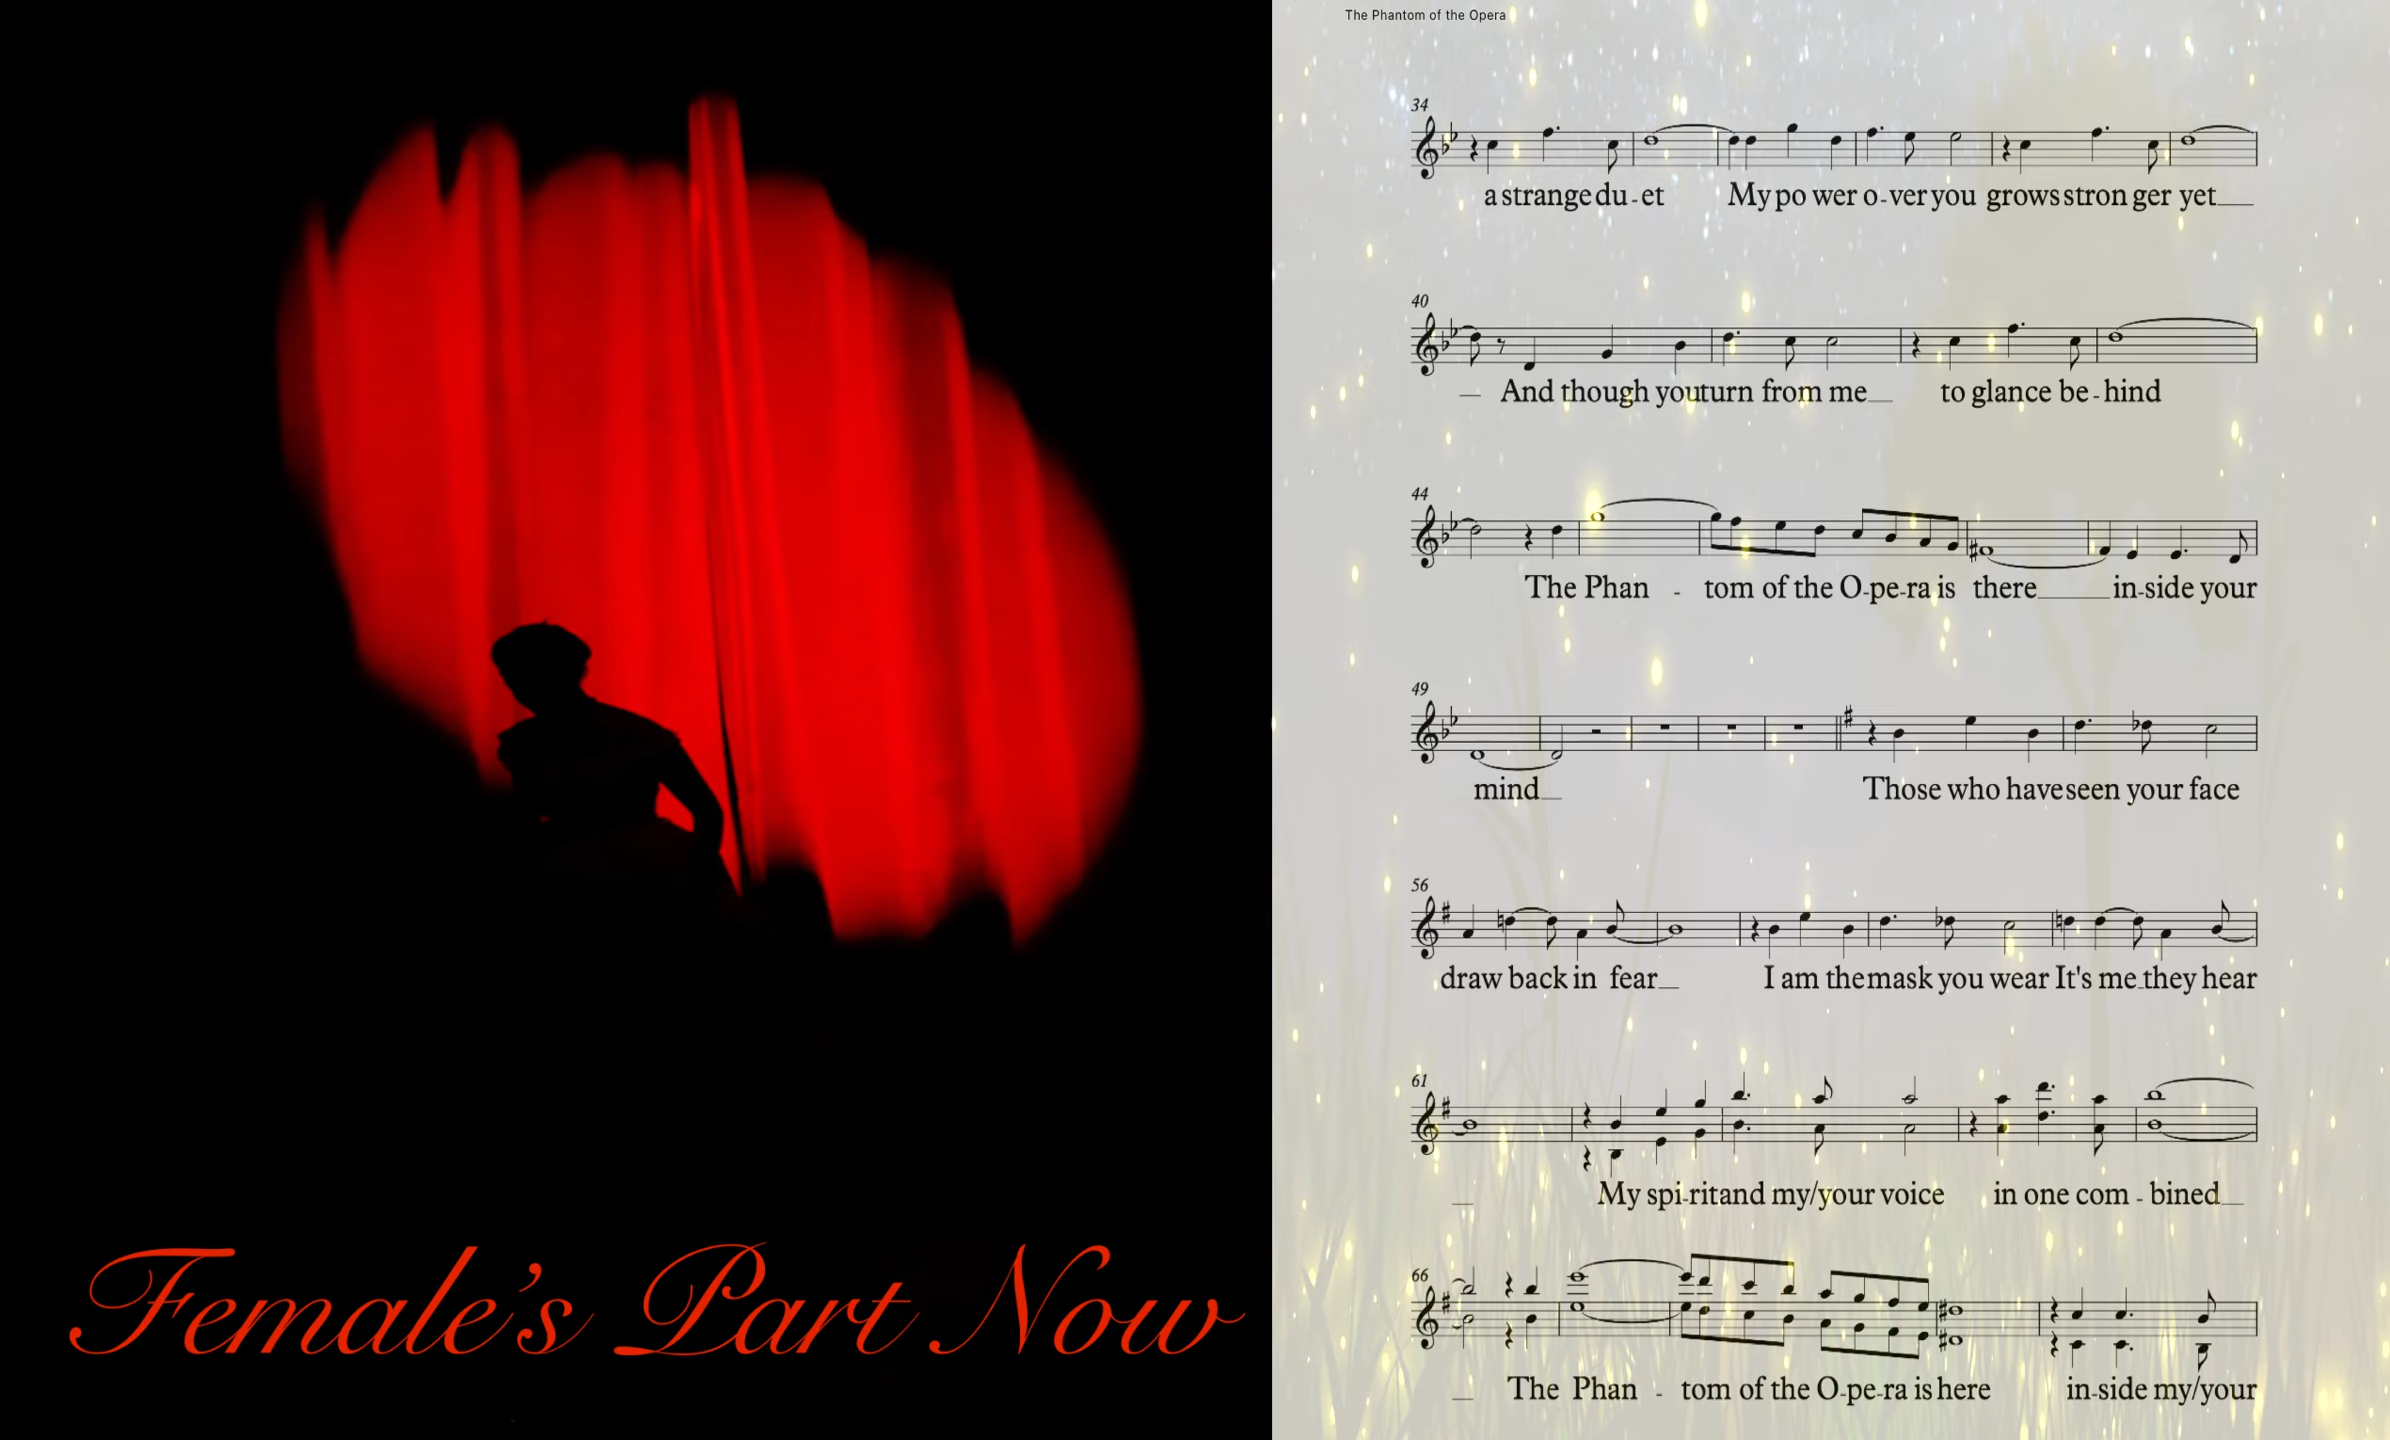 Female's Part Now
The Phantom of the Opera
34
a strange du-et My po wer o-ver you grows stron ger yet
40
And though you turn from me to glance be-hind
44
The Phan - tom of the O-pe-ra is there in-side your
49
mind Those who have seen your face
56
draw back in fear I am the mask you wear It's me they hear
61
My spi-rit and my/your voice in one com - bined
66
The Phan - tom of the O-pe-ra is here in-side my/your